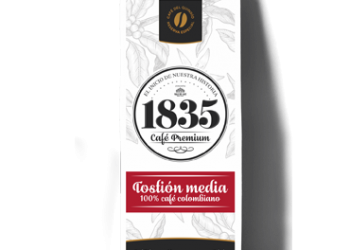 EL INICIO DE NUESTRA HISTORIA
1835
Café Premium
Tostión media
100% café colombiano